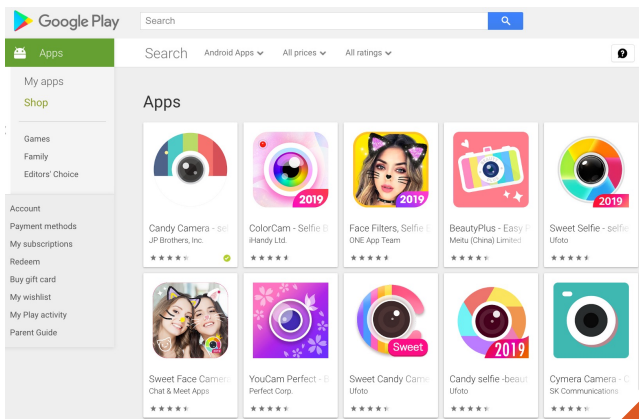 Google Play
Search
Apps
Search
Android Apps
All prices
All ratings
?
My apps
Shop
Games
Family
Editors' Choice
Account
Payment methods
My subscriptions
Redeem
Buy gift card
My wishlist
My Play activity
Parent Guide
Apps
2019
2019
2019
Candy Camera - sel
JP Brothers, Inc.
ColorCam - Selfie B
iHandy Ltd.
Face Filters, Selfie
ONE App Team
BeautyPlus - Easy P
Meitu (China) Limited
Sweet Selfie - selfie
Ufoto
Sweet
2019
Sweet Face Camera
Chat & Meet Apps
YouCam Perfect - B
Perfect Corp.
Sweet Candy Came
Ufoto
Candy selfie -beaut
Ufoto
Cymera Camera - C
SK Communications